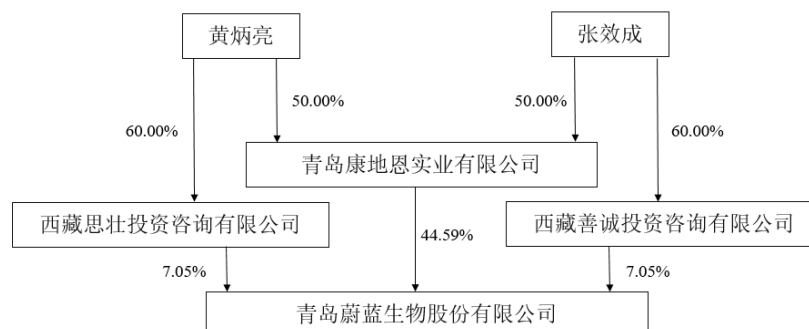 黄炳亮
张效成
50.00%
50.00%
60.00%
60.00%
青岛康地恩实业有限公司
西藏思壮投资咨询有限公司
44.59%
西藏善诚投资咨询有限公司
7.05%
7.05%
青岛蔚蓝生物股份有限公司